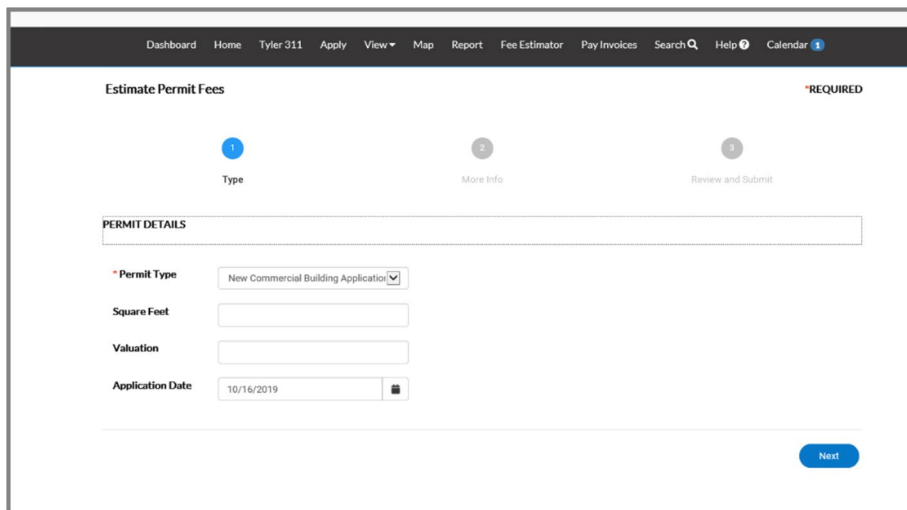 Dashboard Home Tyler 311 Apply View Map Report Fee Estimator Pay Invoices Search Help Calendar 1
Estimate Permit Fees *REQUIRED
1 2 3
Type More Info Review and Submit
PERMIT DETAILS
* Permit Type New Commercial Building Application
Square Feet
Valuation
Application Date 10/16/2019
Next